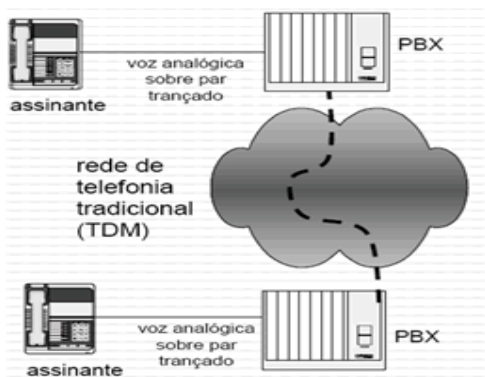 PBX
voz analógica
sobre par
trançado
assinante
rede de
telefonia
tradicional
(TDM)
voz analógica
sobre par
trançado
PBX
assinante